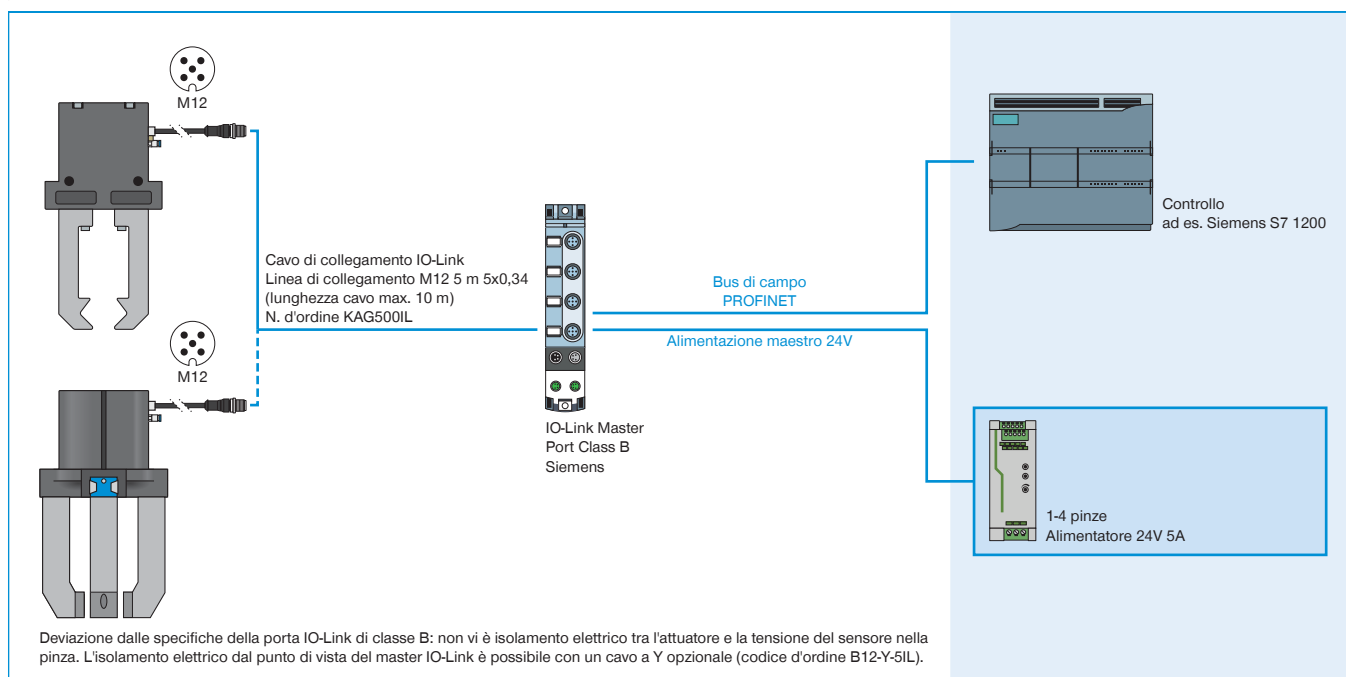 M12
Cavo di collegamento IO-Link
Linea di collegamento M12 5 m 5x0,34
(lunghezza cavo max. 10 m)
N. d'ordine KAG500IL
M12
IO-Link Master
Port Class B
Siemens
Bus di campo
PROFINET
Alimentazione maestro 24V
Controllo
ad es. Siemens S7 1200
1-4 pinze
Alimentatore 24V 5A
Deviazione dalle specifiche della porta IO-Link di classe B: non vi è isolamento elettrico tra l'attuatore e la tensione del sensore nella
pinza. L'isolamento elettrico dal punto di vista del master IO-Link è possibile con un cavo a Y opzionale (codice d'ordine B12-Y-5IL).